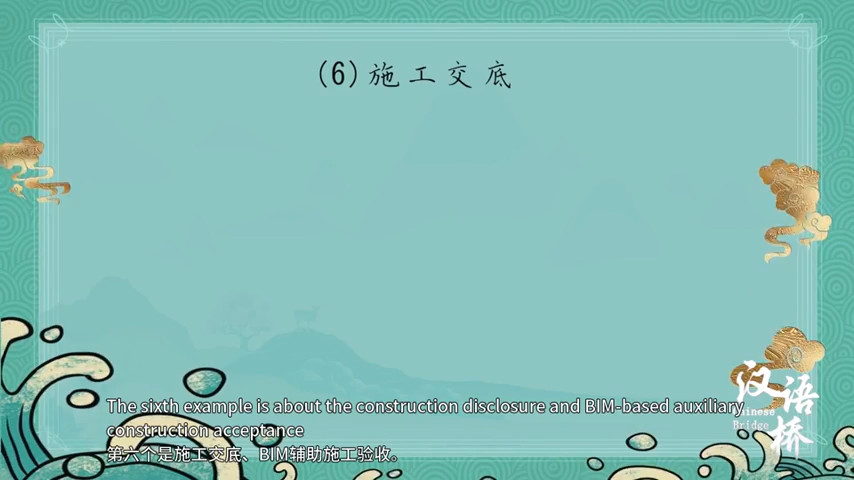 (6)施工交底
The sixth example is about the construction disclosure and BIM-based auxiliary
construction acceptance
第六个是施工交底、BIM辅助施工验收。
汉语桥
Chinese
Bridge